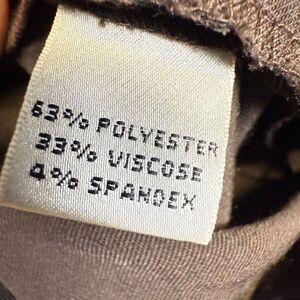 63% POLYESTER
33% VISCOSE
4% SPANDEX